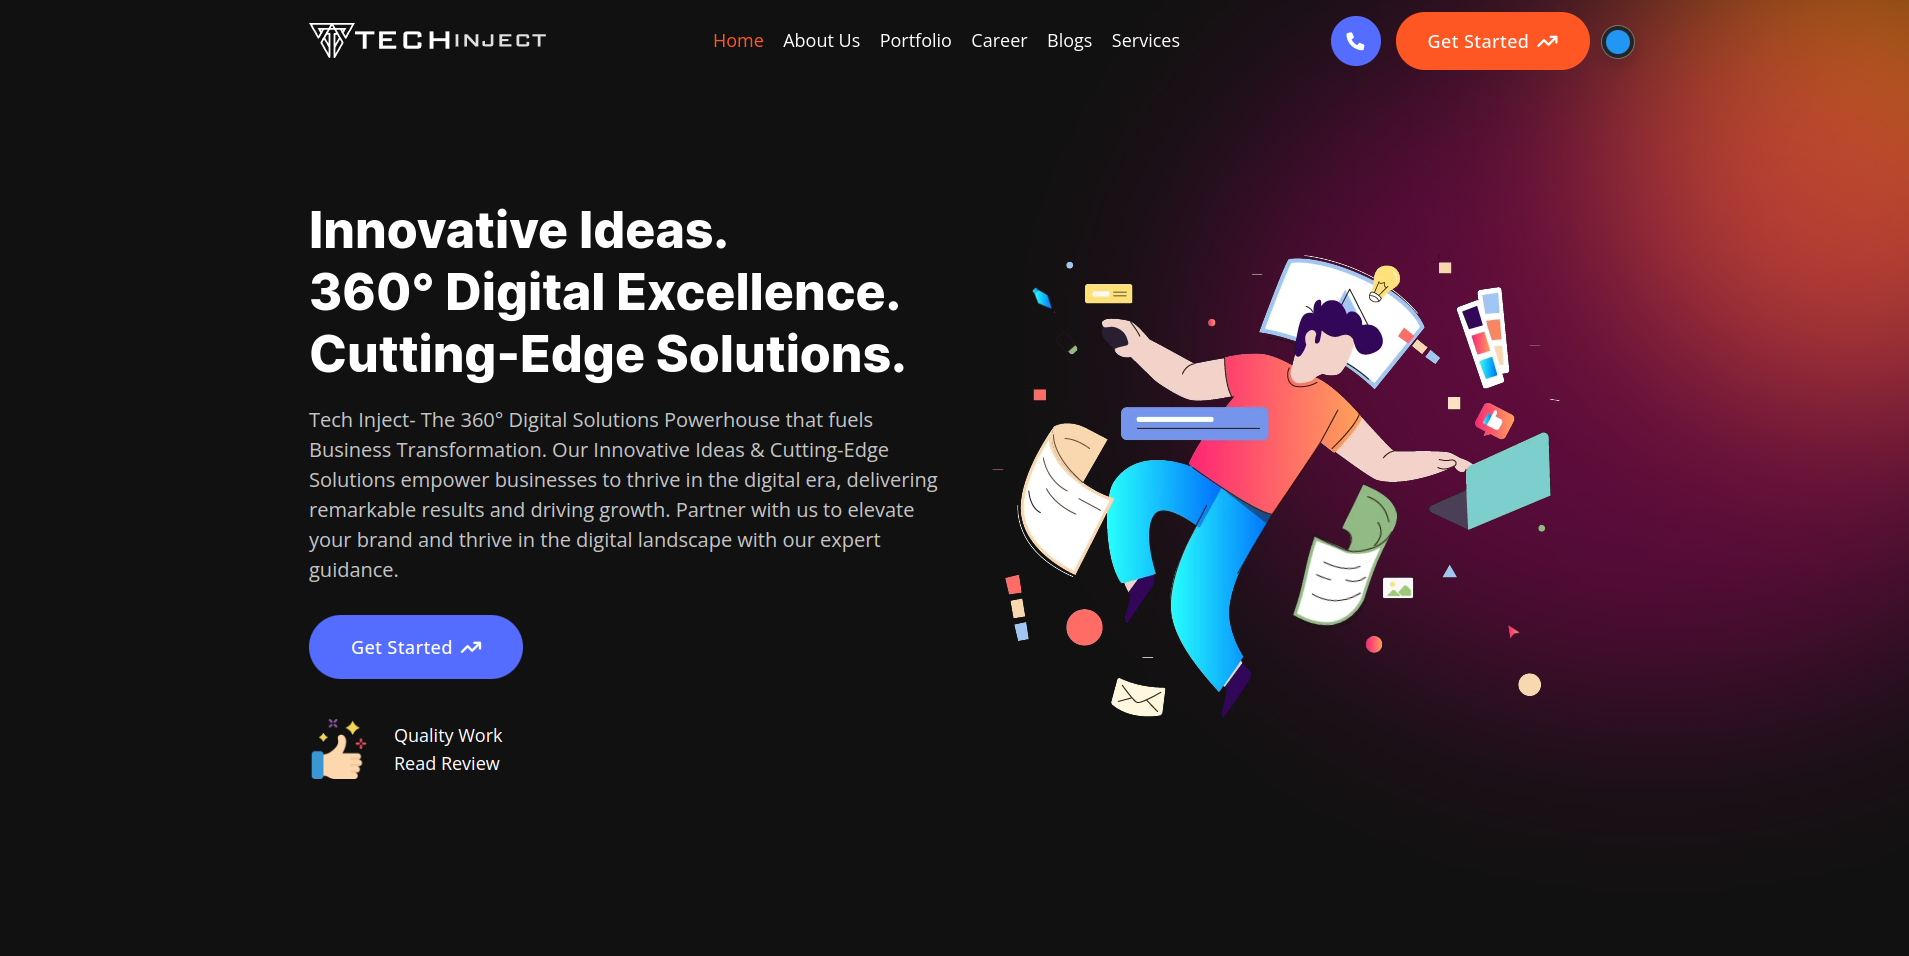 TECHINJECT
Home About Us Portfolio Career Blogs Services
Get Started
Innovative Ideas.
360° Digital Excellence.
Cutting-Edge Solutions.
Tech Inject- The 360° Digital Solutions Powerhouse that fuels
Business Transformation. Our Innovative Ideas & Cutting-Edge
Solutions empower businesses to thrive in the digital era, delivering
remarkable results and driving growth. Partner with us to elevate
your brand and thrive in the digital landscape with our expert
guidance.
Get Started
Quality Work
Read Review